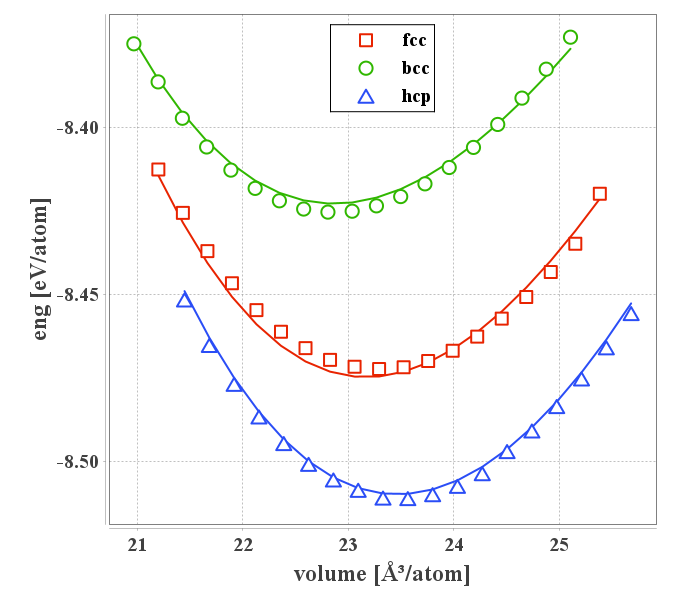 fcc
bcc
hcp
-8.40
-8.45
-8.50
eng [eV/atom]
21 22 23 24 25
volume [Å³/atom]